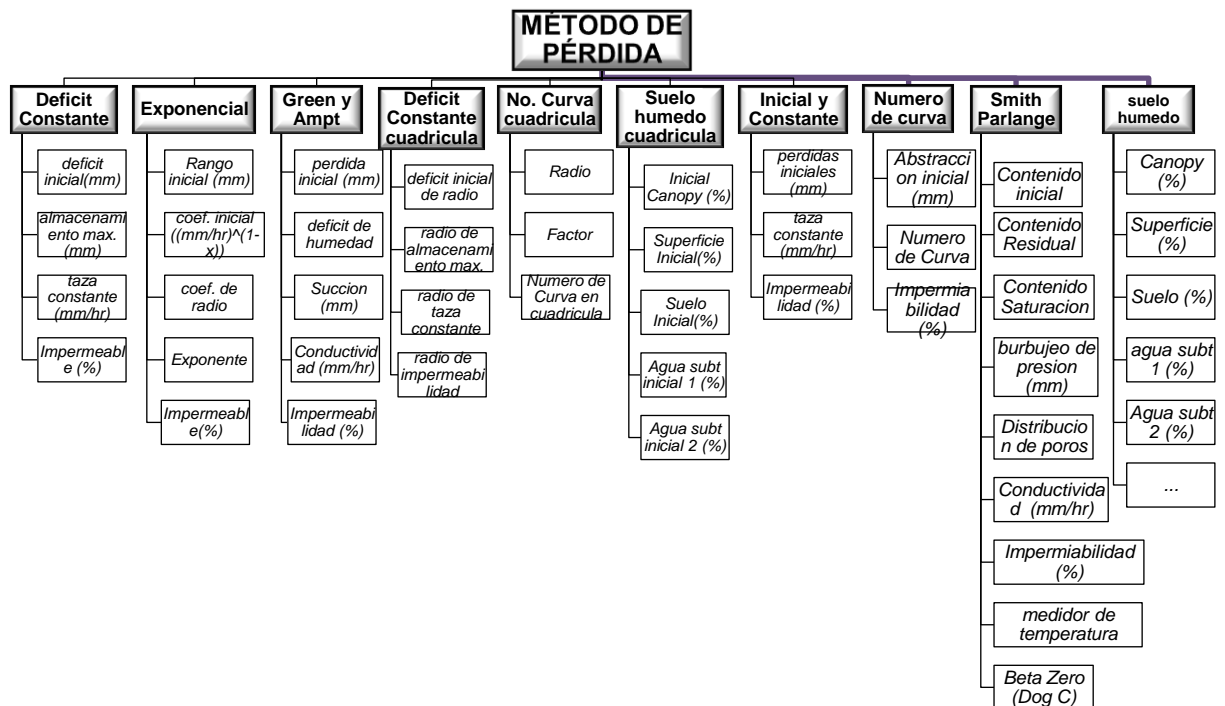 MÉTODO DE
PÉRDIDA
Deficit
Constante
deficit
inicial(mm)
almacenami
ento max.
(mm)
taza
constante
(mm/hr)
Impermeabl
e (%)
Exponencial
Rango
inicial (mm)
coef. inicial
((mm/hr)^(1-
x))
coef. de
radio
Exponente
Impermeabl
e(%)
Green y
Ampt
perdida
inicial (mm)
deficit de
humedad
Succion
(mm)
Conductivid
ad (mm/hr)
Impermeabi
lidad (%)
Deficit
Constante
cuadricula
deficit inicial
de radio
radio de
almacenami
ento max.
radio de
taza
constante
radio de
impermeabi
lidad
No. Curva
cuadricula
Radio
Factor
Numero de
Curva en
cuadricula
Suelo
humedo
cuadricula
Inicial
Canopy (%)
Superficie
Inicial(%)
Suelo
Inicial(%)
Agua subt
inicial 1 (%)
Agua subt
inicial 2 (%)
Inicial y
Constante
perdidas
iniciales
(mm)
taza
constante
(mm/hr)
Impermeabi
lidad (%)
Numero
de curva
Abstracci
on inicial
(mm)
Numero
de Curva
Impermia
bilidad
(%)
Smith
Parlange
Contenido
inicial
Contenido
Residual
Contenido
Saturacion
burbujeo de
presion
(mm)
Distribucio
n de poros
Conductivida
d (mm/hr)
Impermiabilidad
(%)
medidor de
temperatura
Beta Zero
(Dog C)
suelo
humedo
Canopy
(%)
Superficie
(%)
Suelo (%)
agua subt
1 (%)
Agua subt
2 (%)
...